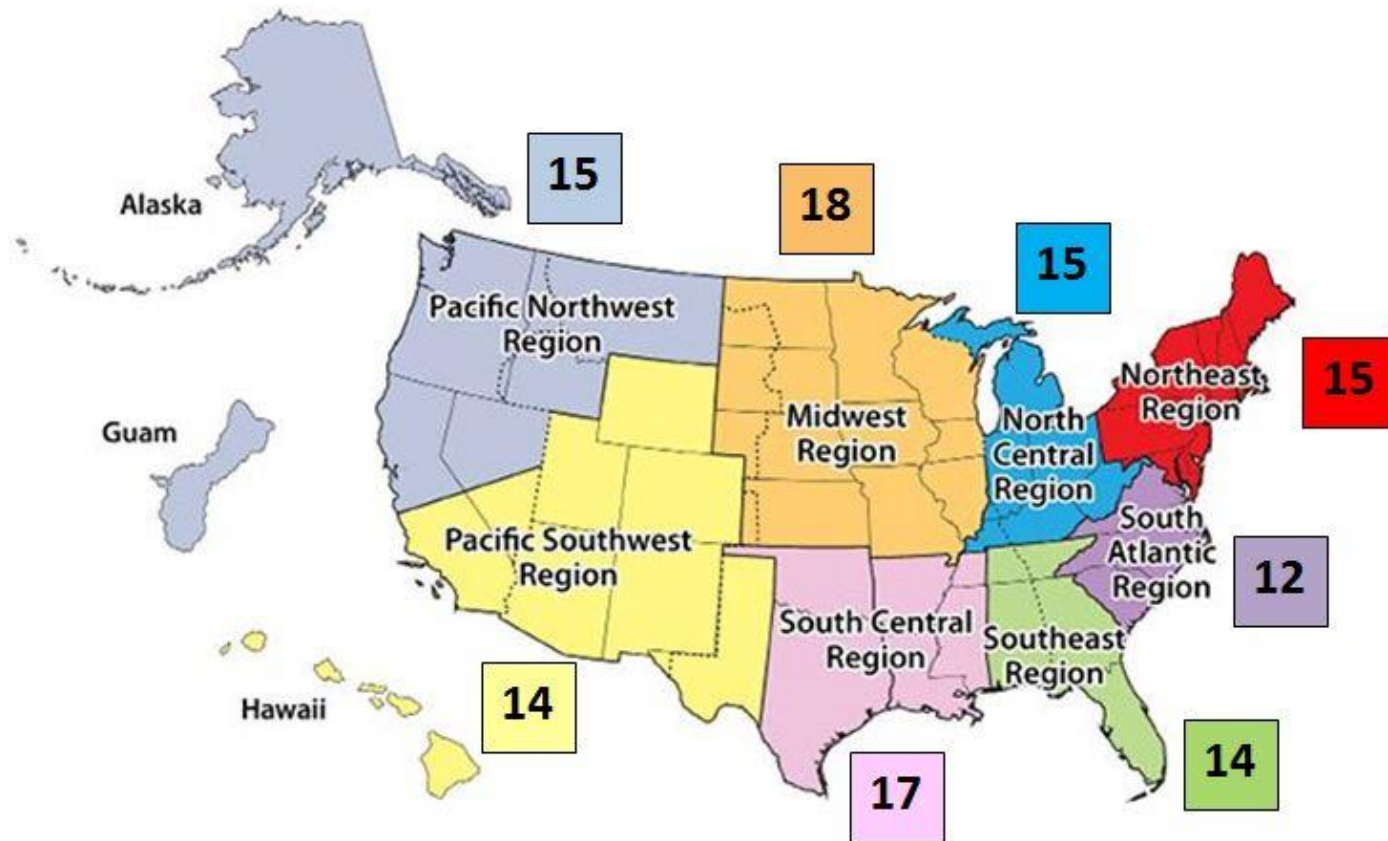 Alaska
15
18
15
Pacific Northwest
Region
Northeast
Region
15
Guam
Midwest
Region
North
Central
Region
Pacific Southwest
Region
South
Atlantic
Region
12
South Central
Region
Southeast
Region
Hawaii
14
14
17